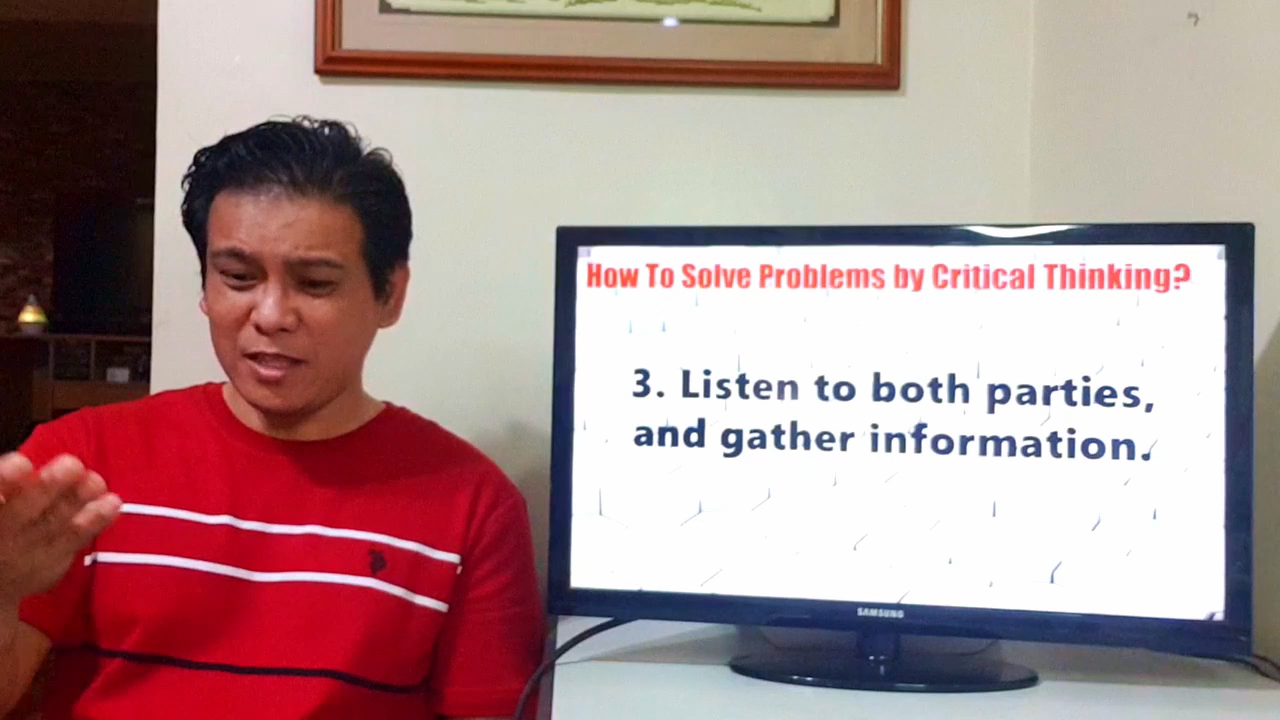 How To Solve Problems by Critical Thinking?
3. Listen to both parties,
and gather information.
SAMSUNG